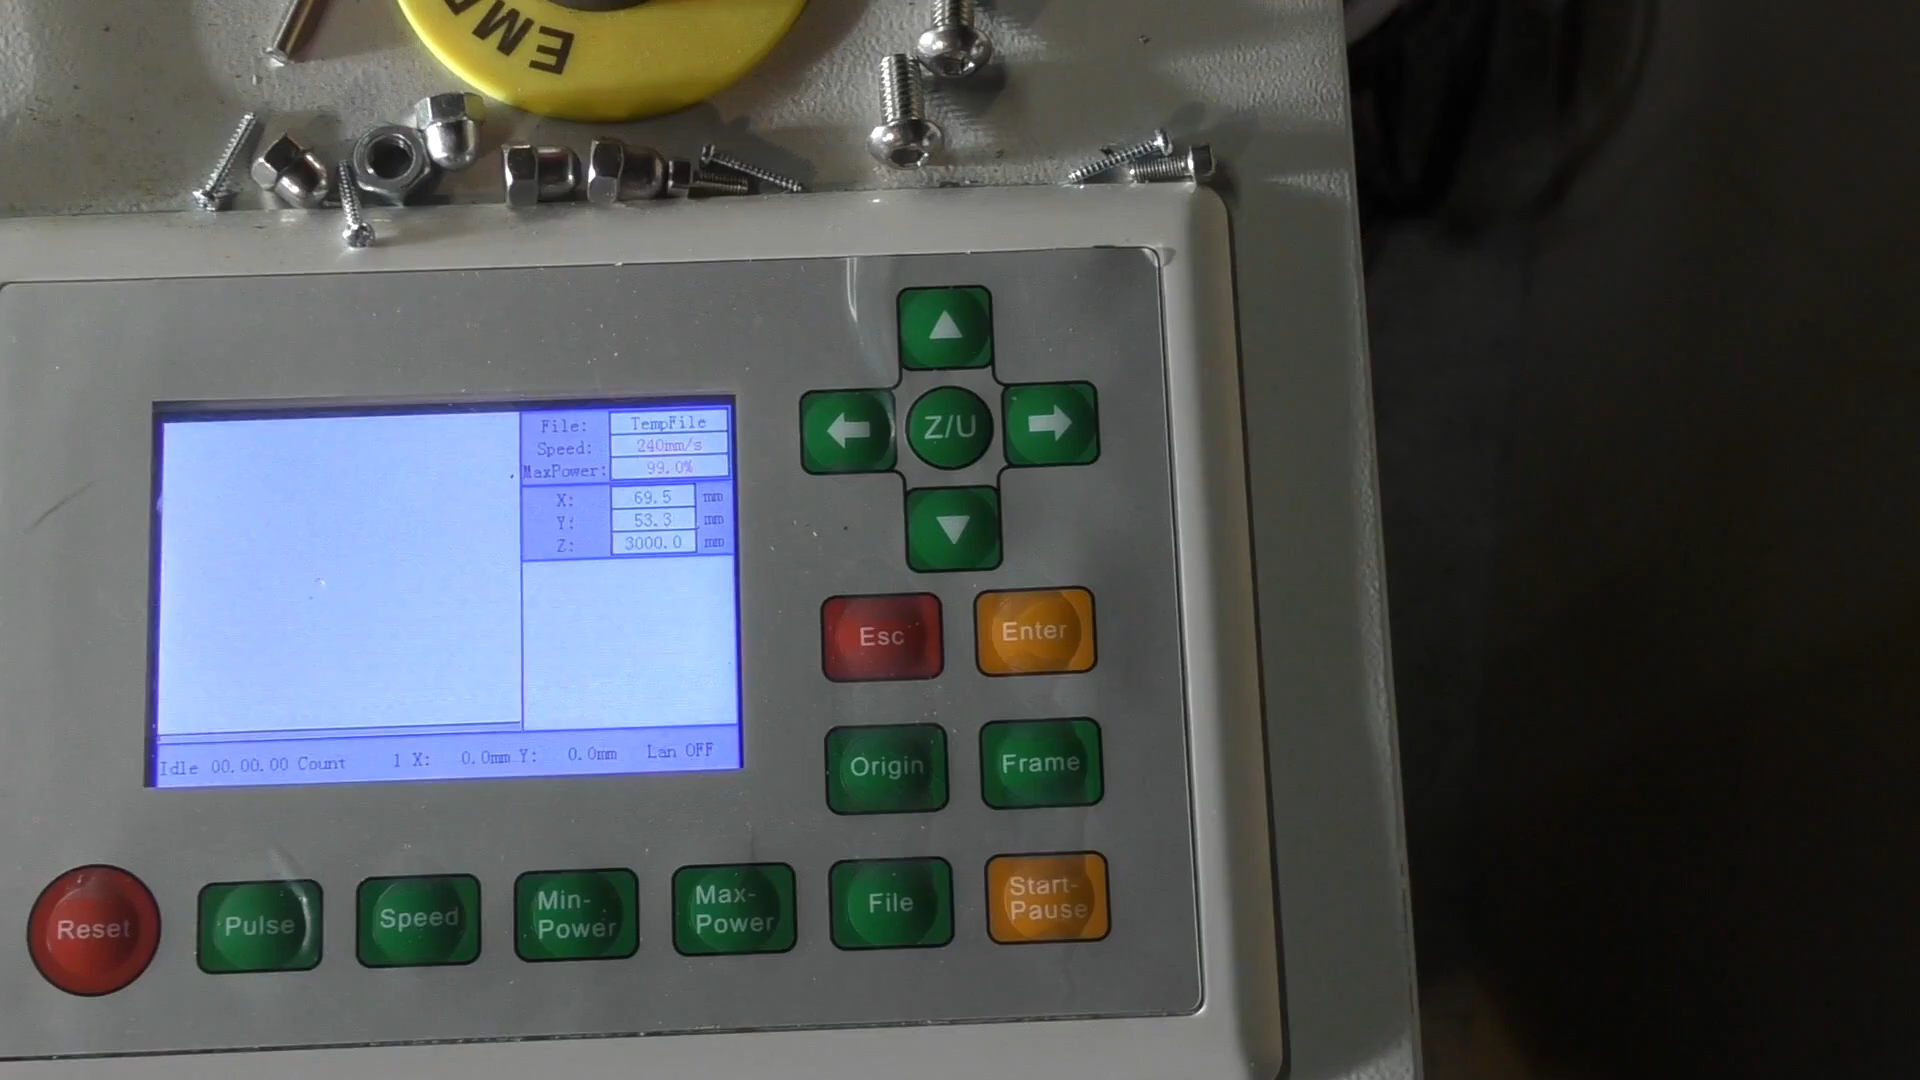 EM
File: TempFile
Speed: 240mm/s
MaxPower: 99.0%
X: 69.5 mm
Y: 53.3 mm
Z: 3000.0 mm
Idle 00.00.00 Count 1 X: 0.0mm Y: 0.0mm Lan OFF
Z/U
Esc
Enter
Origin
Frame
Reset
Pulse
Speed
Min-
Power
Max-
Power
File
Start-
Pause